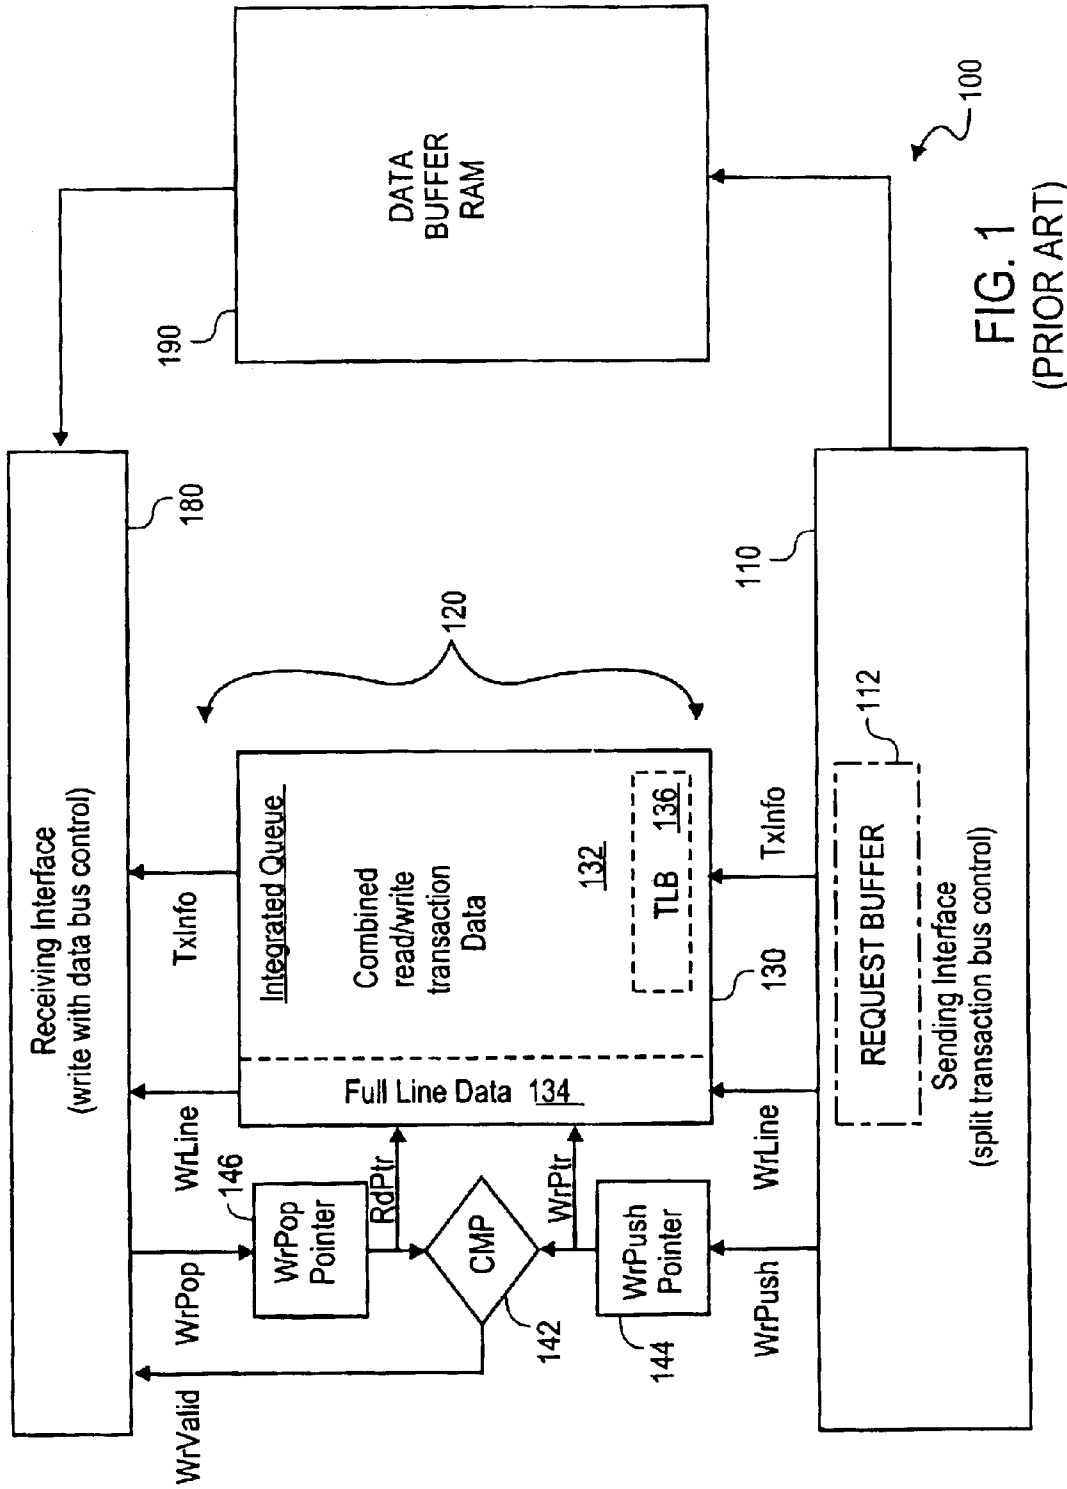 Receiving Interface
(write with data bus control)
180
WrValid
WrPop
WrLine
TxInfo
146
WrPop
Pointer
RdPtr
CMP
142
WrPtr
WrPush
Pointer
144
Integrated Queue
Combined
read/write
transaction
Data
132
Full Line Data 134
TLB 136
130
120
WrPush
WrLine
TxInfo
110
REQUEST BUFFER
112
Sending Interface
(split transaction bus control)
190
DATA
BUFFER
RAM
100
FIG. 1
(PRIOR ART)